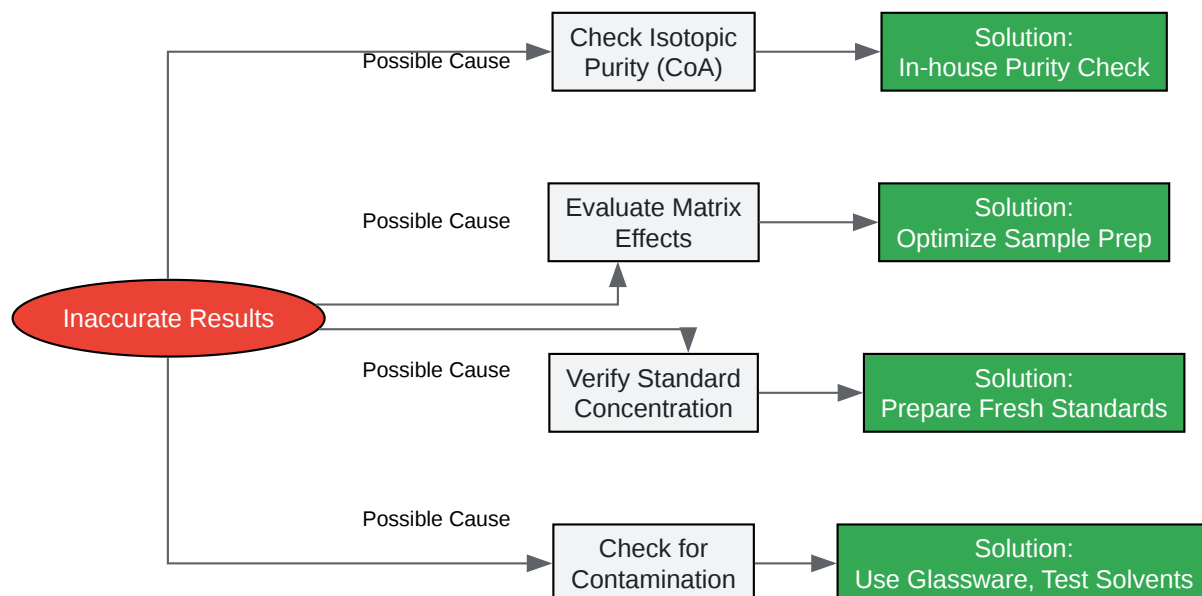 Possible Cause
Check Isotopic
Purity (CoA)
Solution:
In-house Purity Check
Possible Cause
Evaluate Matrix
Effects
Solution:
Optimize Sample Prep
Inaccurate Results
Possible Cause
Verify Standard
Concentration
Solution:
Prepare Fresh Standards
Possible Cause
Check for
Contamination
Solution:
Use Glassware, Test Solvents